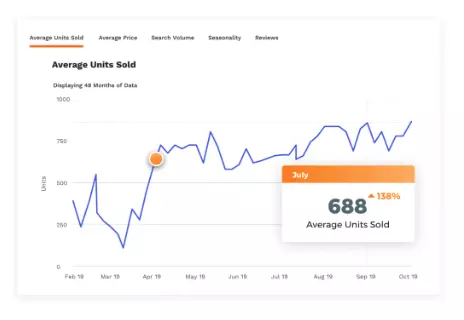 Average Units Sold Average Price Search Volume Seasonality Reviews
Average Units Sold
Displaying 48 Months of Data
1000
750
500
250
0
Units
July
688 138%
Average Units Sold
Feb 19 Mar 19 Apr 19 May 19 Jun 19 Jul 19 Aug 19 Sep 19 Oct 19